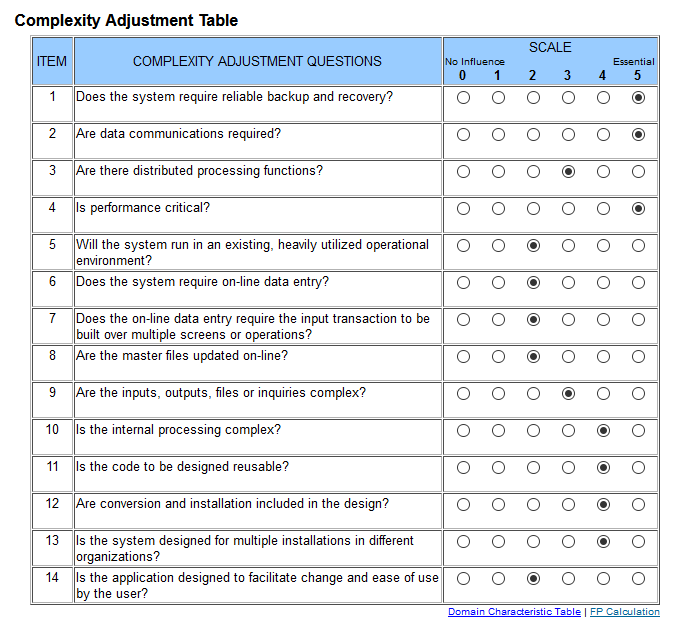 Complexity Adjustment Table
ITEM
COMPLEXITY ADJUSTMENT QUESTIONS
SCALE
No Influence Essential
0 1 2 3 4 5
1 Does the system require reliable backup and recovery?
2 Are data communications required?
3 Are there distributed processing functions?
4 Is performance critical?
5 Will the system run in an existing, heavily utilized operational
environment?
6 Does the system require on-line data entry?
7 Does the on-line data entry require the input transaction to be
built over multiple screens or operations?
8 Are the master files updated on-line?
9 Are the inputs, outputs, files or inquiries complex?
10 Is the internal processing complex?
11 Is the code to be designed reusable?
12 Are conversion and installation included in the design?
13 Is the system designed for multiple installations in different
organizations?
14 Is the application designed to facilitate change and ease of use
by the user?
Domain Characteristic Table | FP Calculation